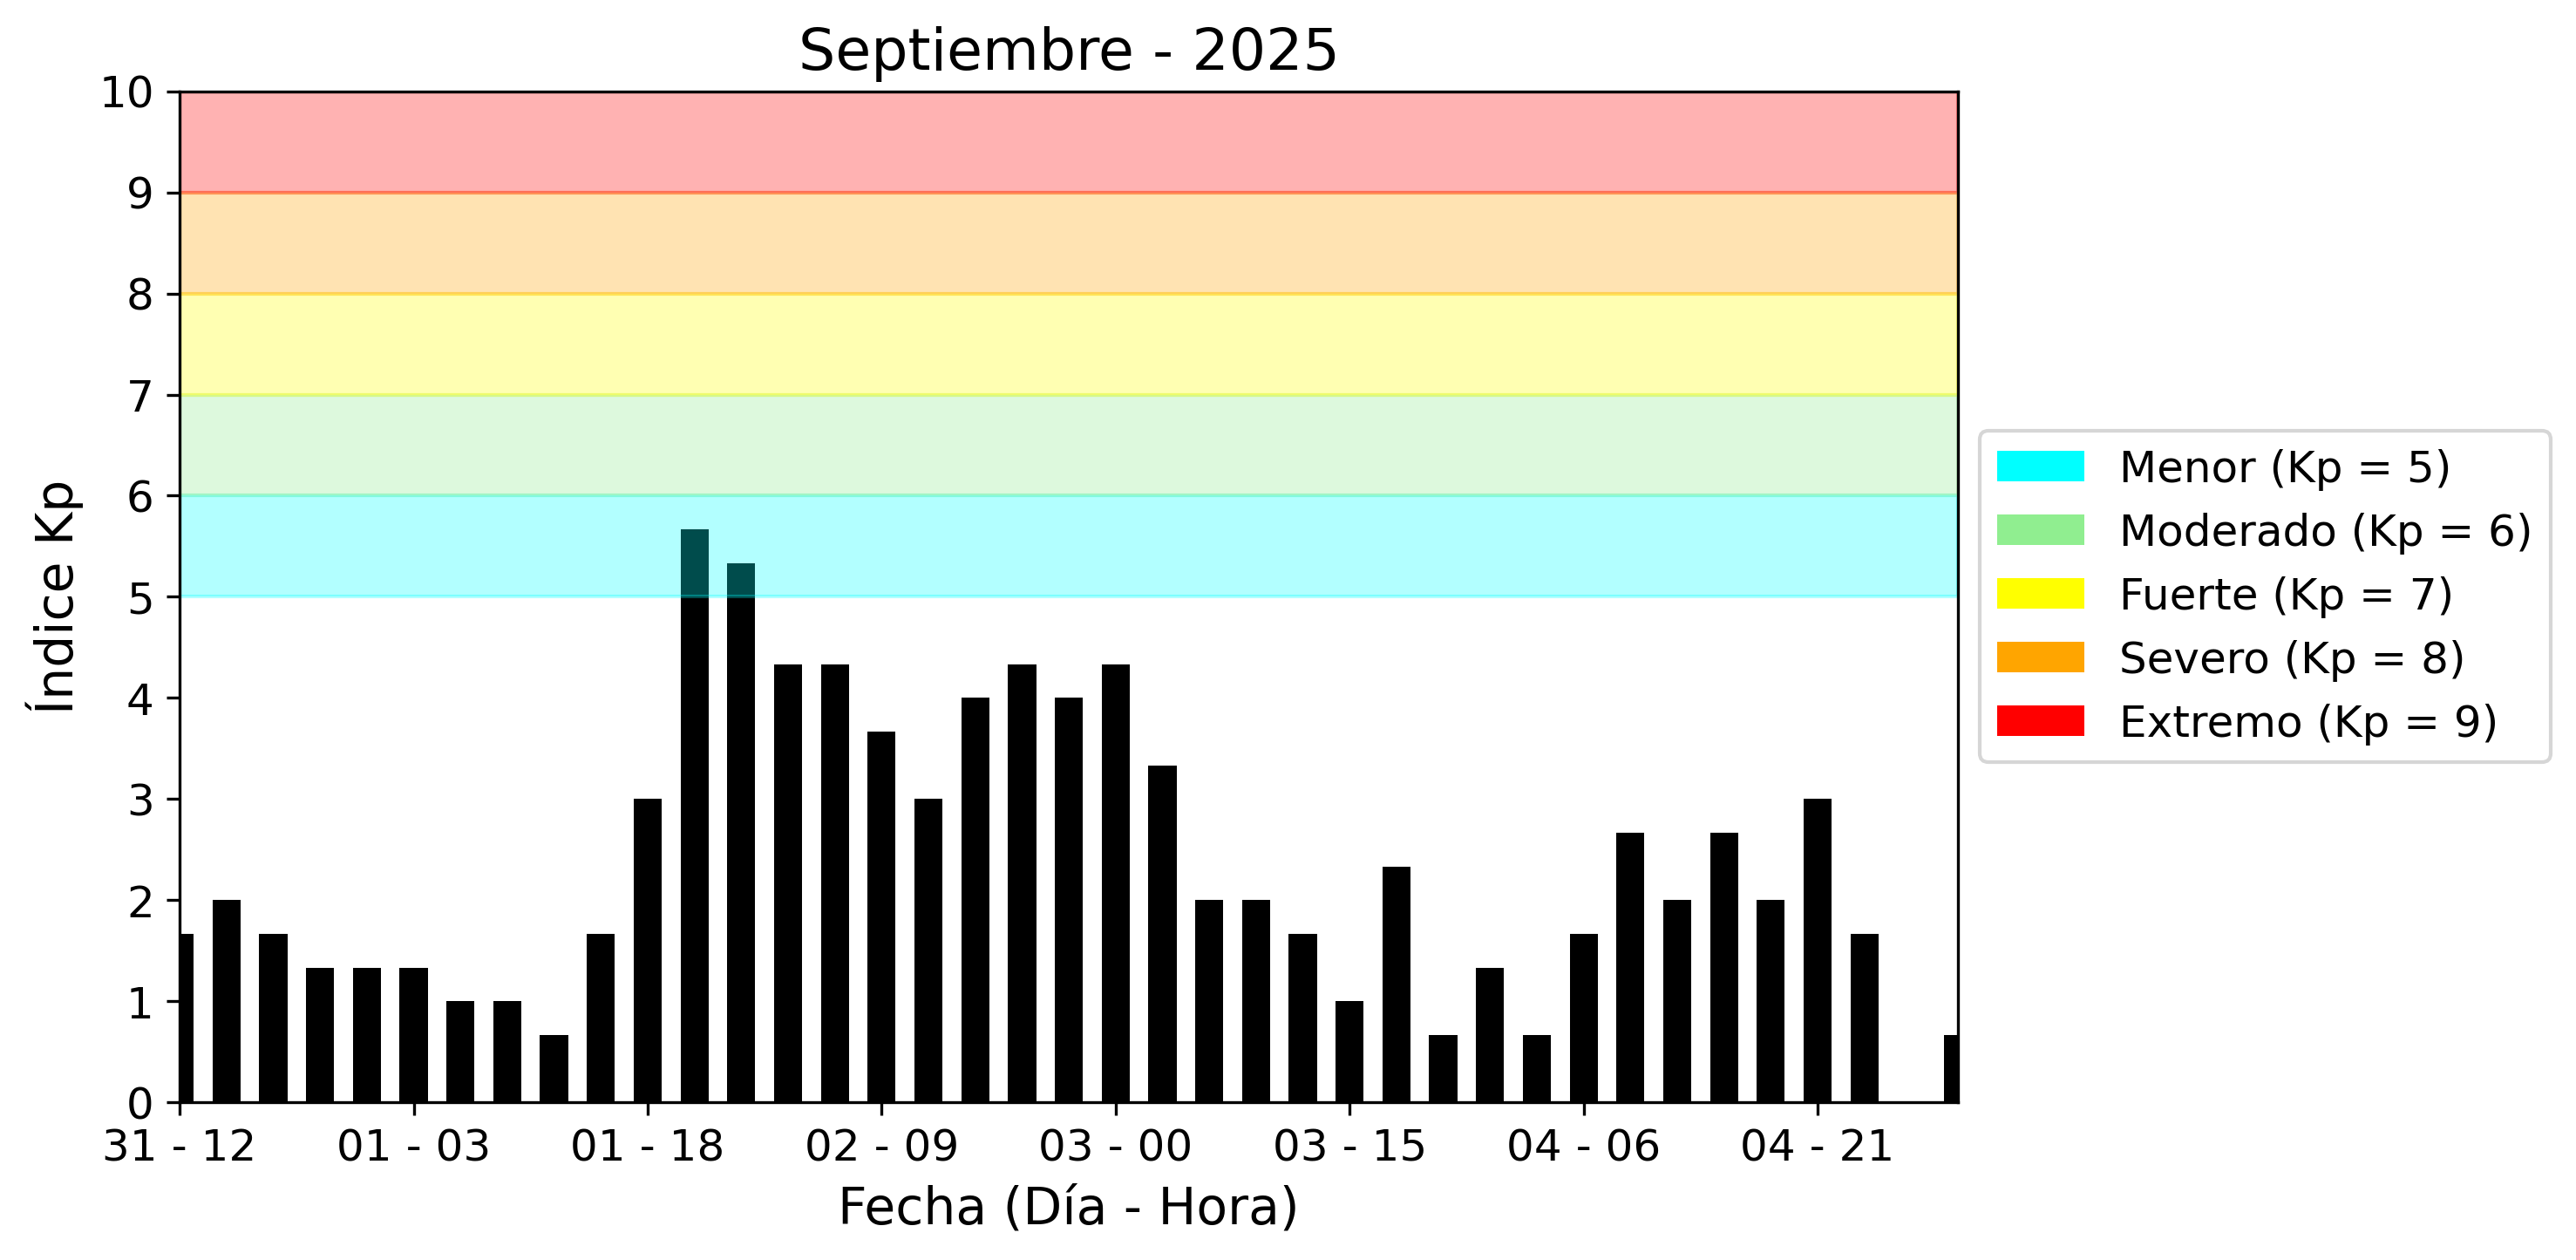 Septiembre - 2025
10
9
8
7
6
5
4
3
2
1
0
Índice Kp
31 - 12
01 - 03
01 - 18
02 - 09
03 - 00
03 - 15
04 - 06
04 - 21
Fecha (Día - Hora)
Menor (Kp = 5)
Moderado (Kp = 6)
Fuerte (Kp = 7)
Severo (Kp = 8)
Extremo (Kp = 9)